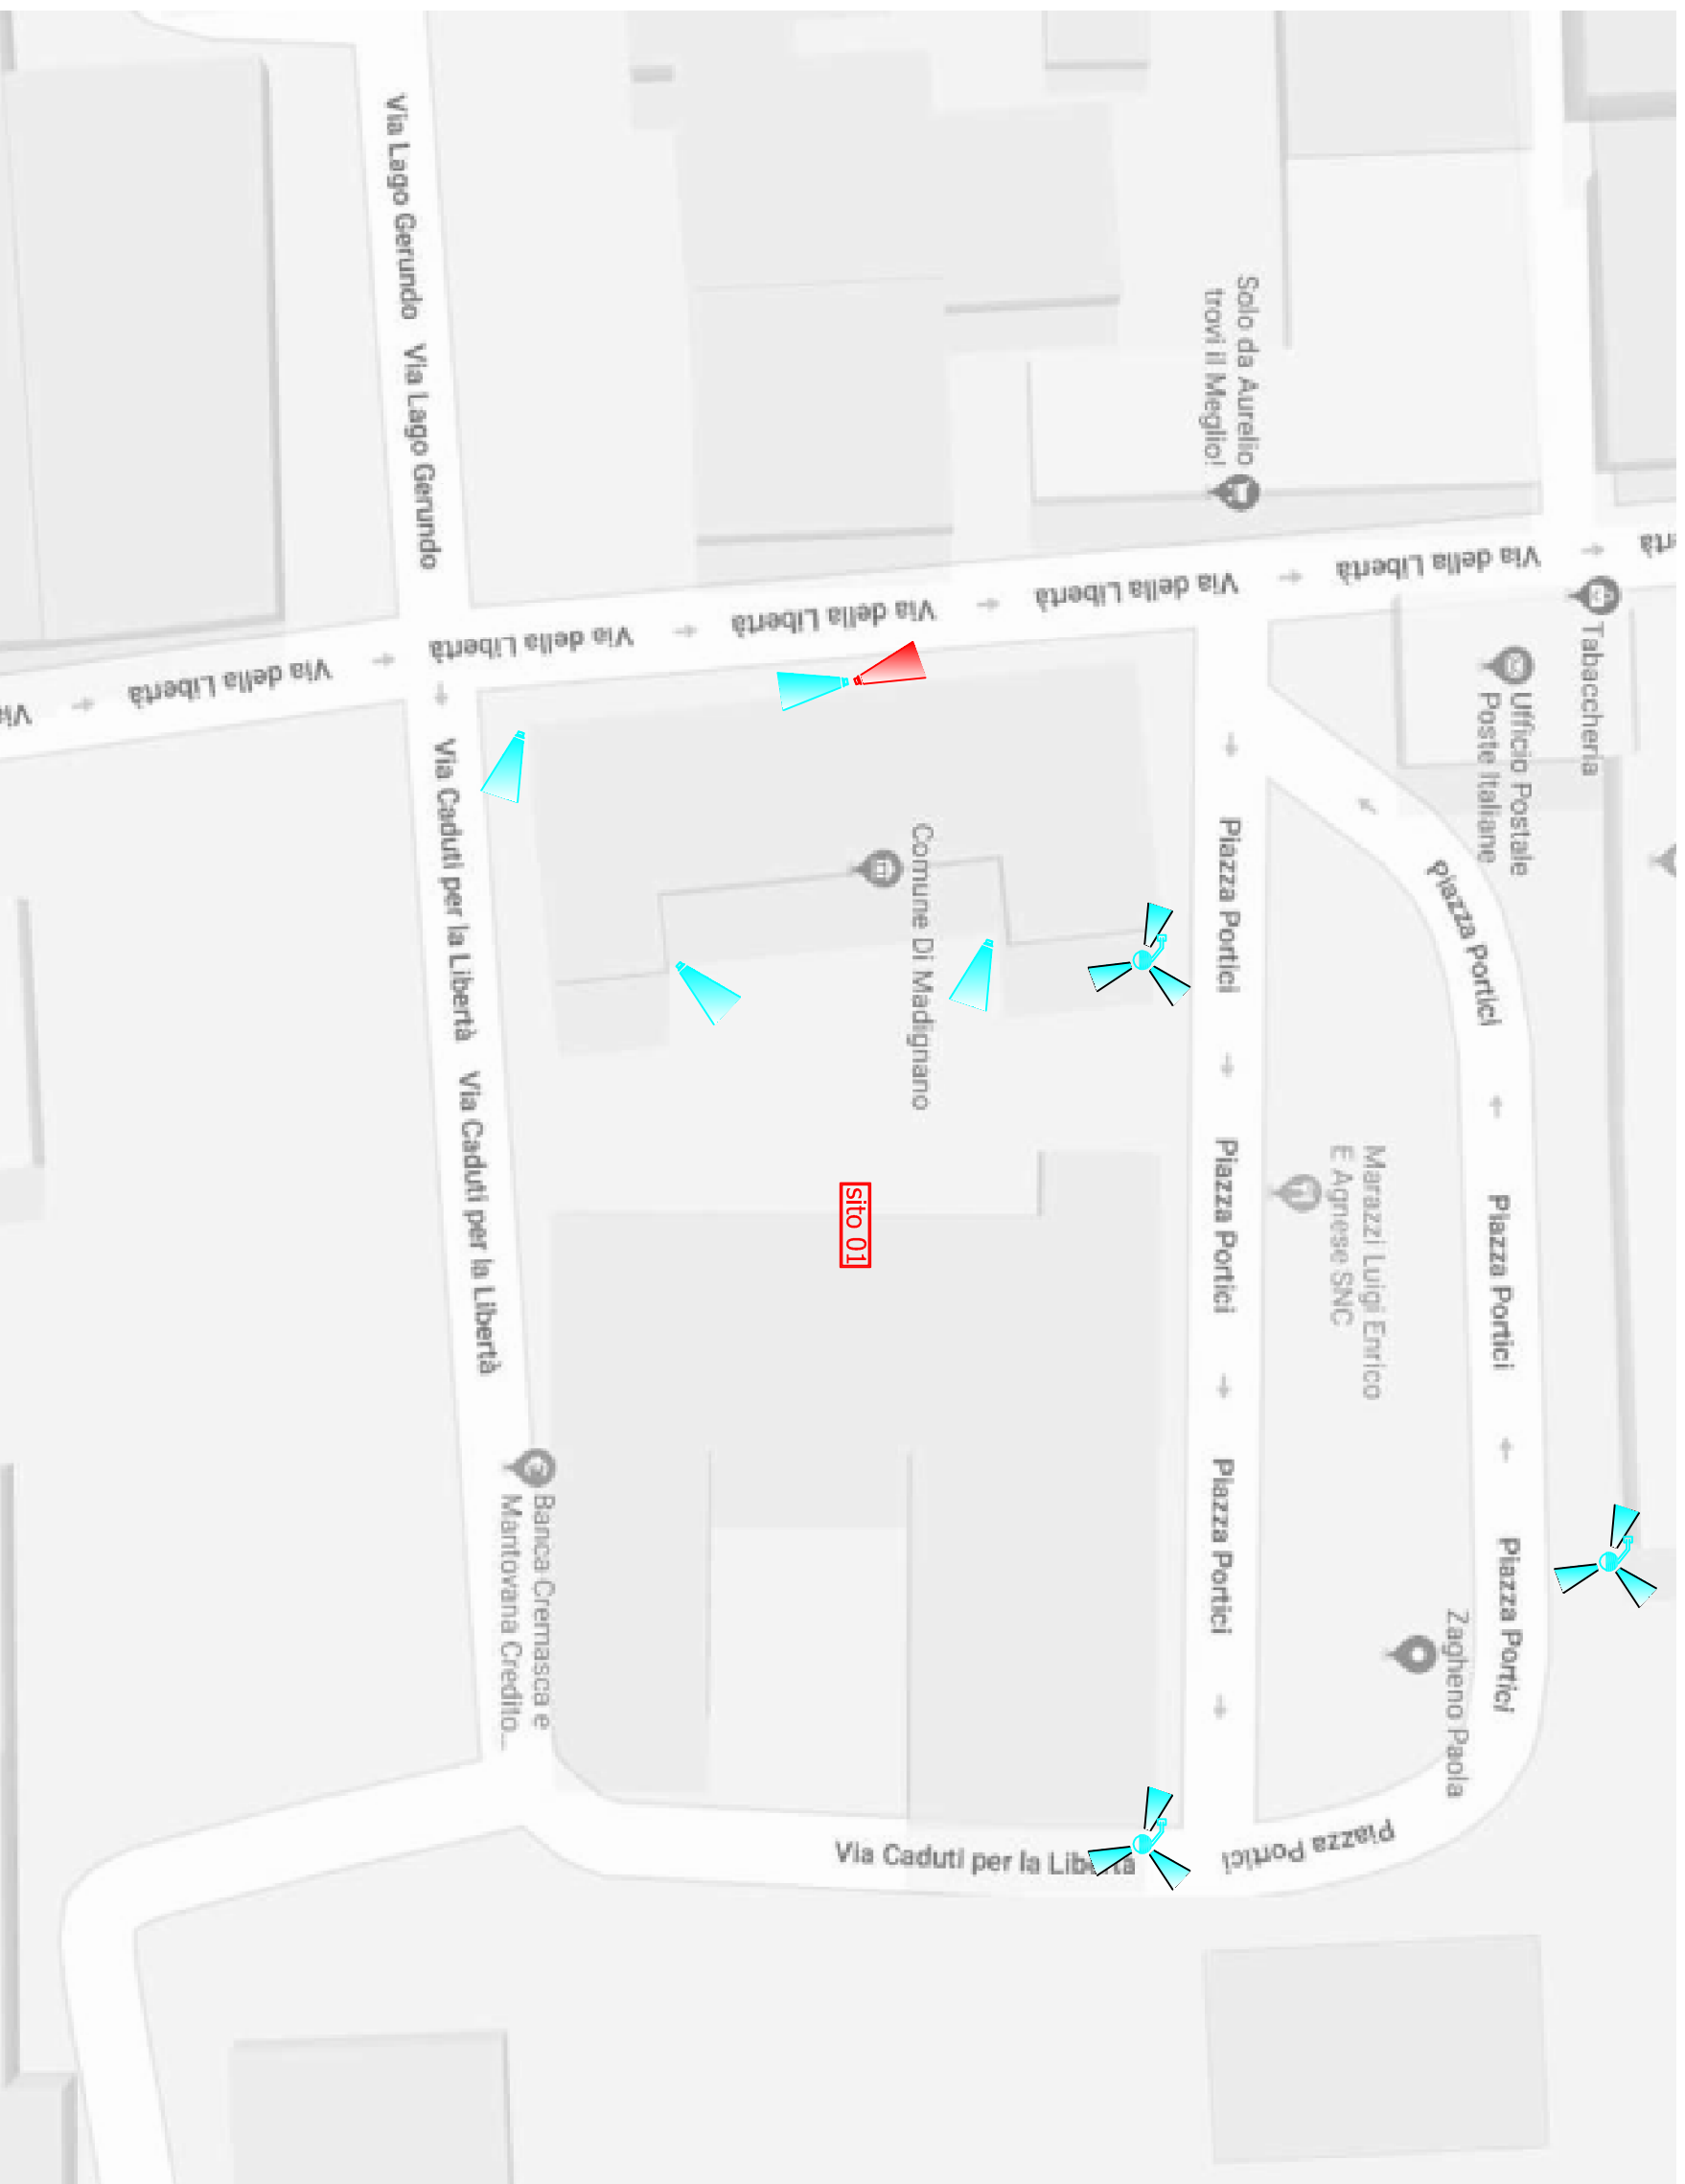 Via Lago Gerundo
Via Lago Gerundo
Solo da Aurelio
trovi il Meglio!
Via
Via della Libertà
Via della Libertà
Via della Libertà
Via della Libertà
Via della Libertà
Tabaccheria
Ufficio Postale
Poste Italiane
Via Caduti per la Libertà
Via Caduti per la Libertà
Comune Di Madignano
Piazza Portici
Piazza Portici
Piazza Portici
Piazza Portici
Piazza Portici
Piazza Portici
Piazza Portici
Marazzi Luigi Enrico
E Agnese SNC
sito 01
Banca Cremasca e
Mantovana Credito...
Zagheno Paola
Via Caduti per la Libertà